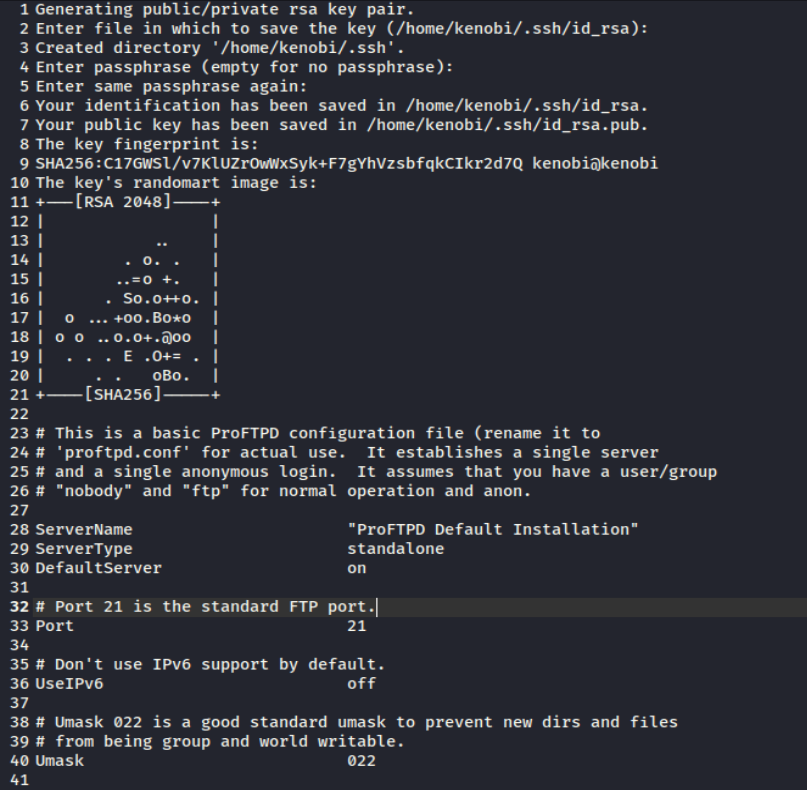 1 Generating public/private rsa key pair.
2 Enter file in which to save the key (/home/kenobi/.ssh/id_rsa):
3 Created directory '/home/kenobi/.ssh'.
4 Enter passphrase (empty for no passphrase):
5 Enter same passphrase again:
6 Your identification has been saved in /home/kenobi/.ssh/id_rsa.
7 Your public key has been saved in /home/kenobi/.ssh/id_rsa.pub.
8 The key fingerprint is:
9 SHA256:C17GWSl/v7KlUZrOwWxSyk+F7gYhVzsbfqkCIkr2d7Q kenobi@kenobi
10 The key's randomart image is:
11 +---[RSA 2048]----+
12 |                 |
13 |           ..    |
14 |        . o. .   |
15 |       ..=o +.   |
16 |      . So.o++o. |
17 |  o ...+oo.Bo*o  |
18 | o o ..o.o+.@oo  |
19 |  . . . E .O+= . |
20 |     . .   oBo.  |
21 +----[SHA256]-----+
22
23 # This is a basic ProFTPD configuration file (rename it to
24 # 'proftpd.conf' for actual use.  It establishes a single server
25 # and a single anonymous login.  It assumes that you have a user/group
26 # "nobody" and "ftp" for normal operation and anon.
27
28 ServerName                      "ProFTPD Default Installation"
29 ServerType                      standalone
30 DefaultServer                   on
31
32 # Port 21 is the standard FTP port.
33 Port                            21
34
35 # Don't use IPv6 support by default.
36 UseIPv6                         off
37
38 # Umask 022 is a good standard umask to prevent new dirs and files
39 # from being group and world writable.
40 Umask                           022
41